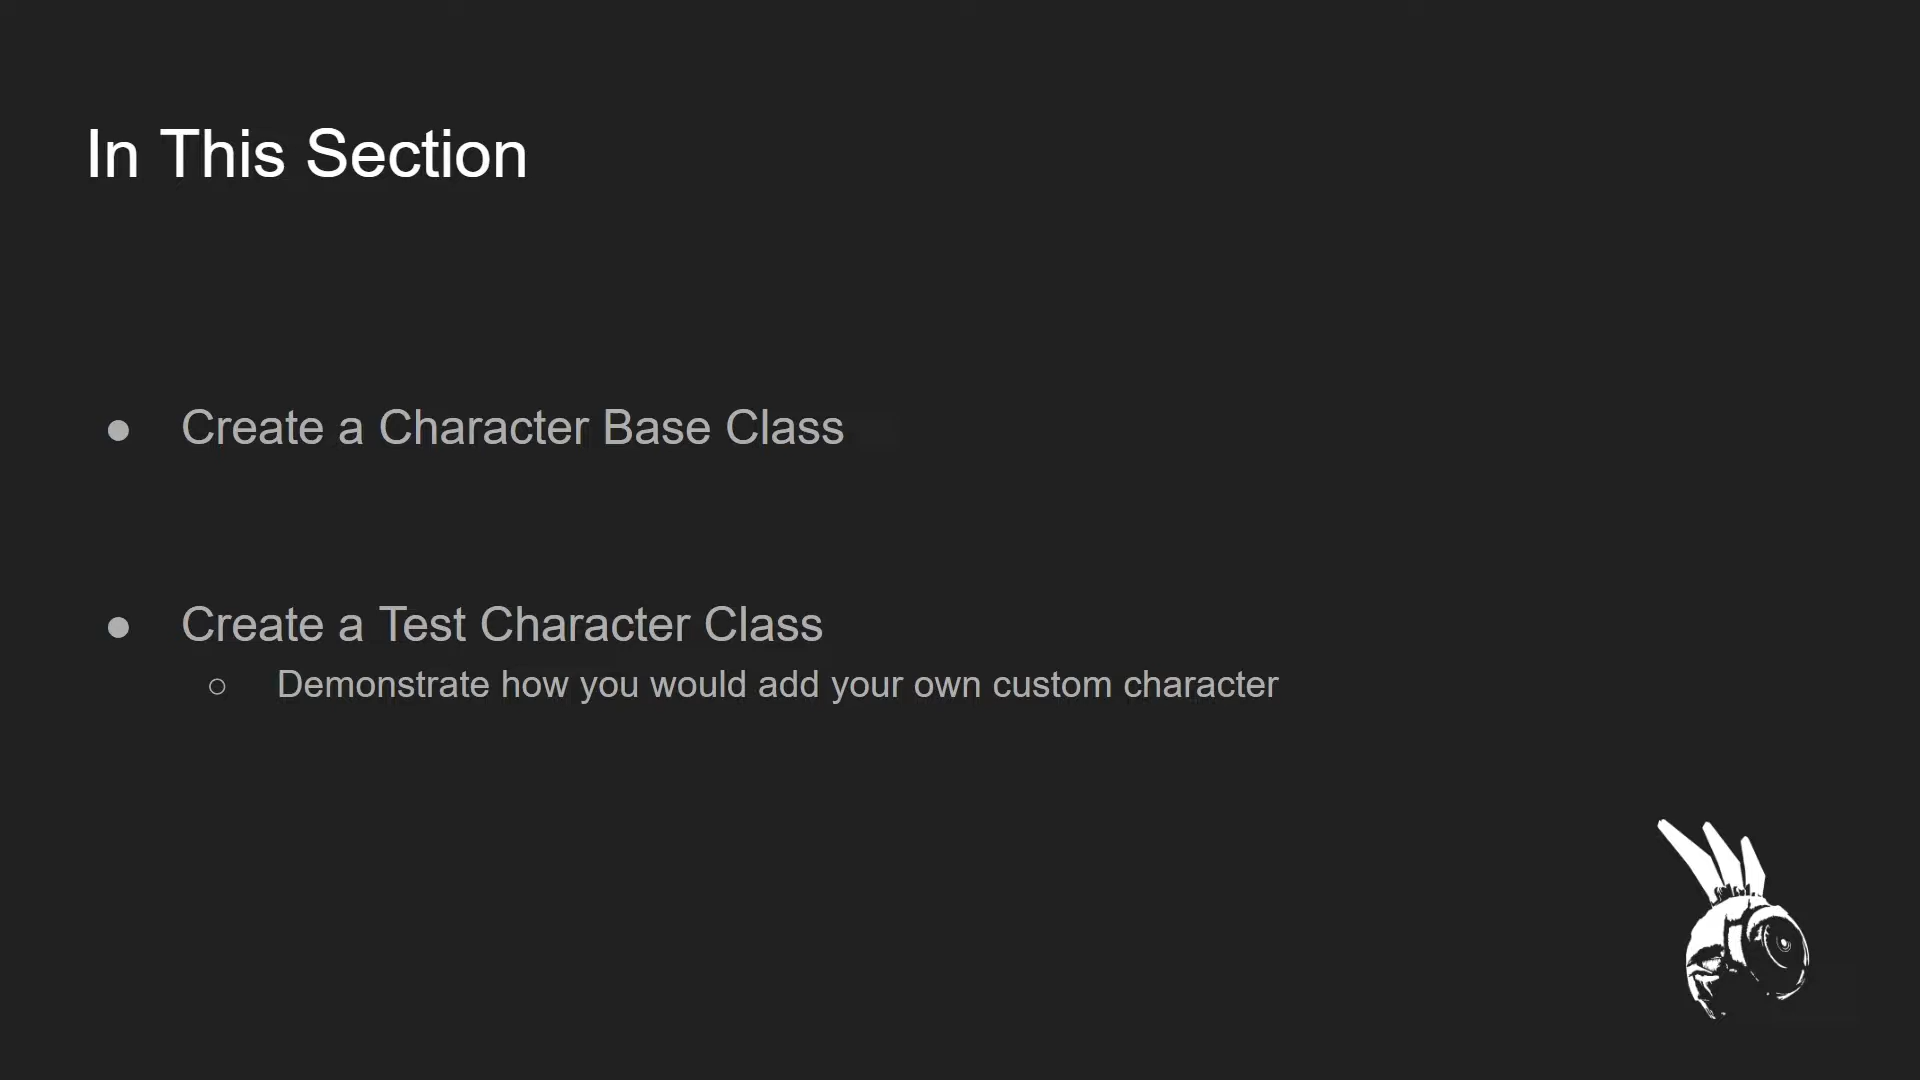 In This Section
● Create a Character Base Class
● Create a Test Character Class
○ Demonstrate how you would add your own custom character